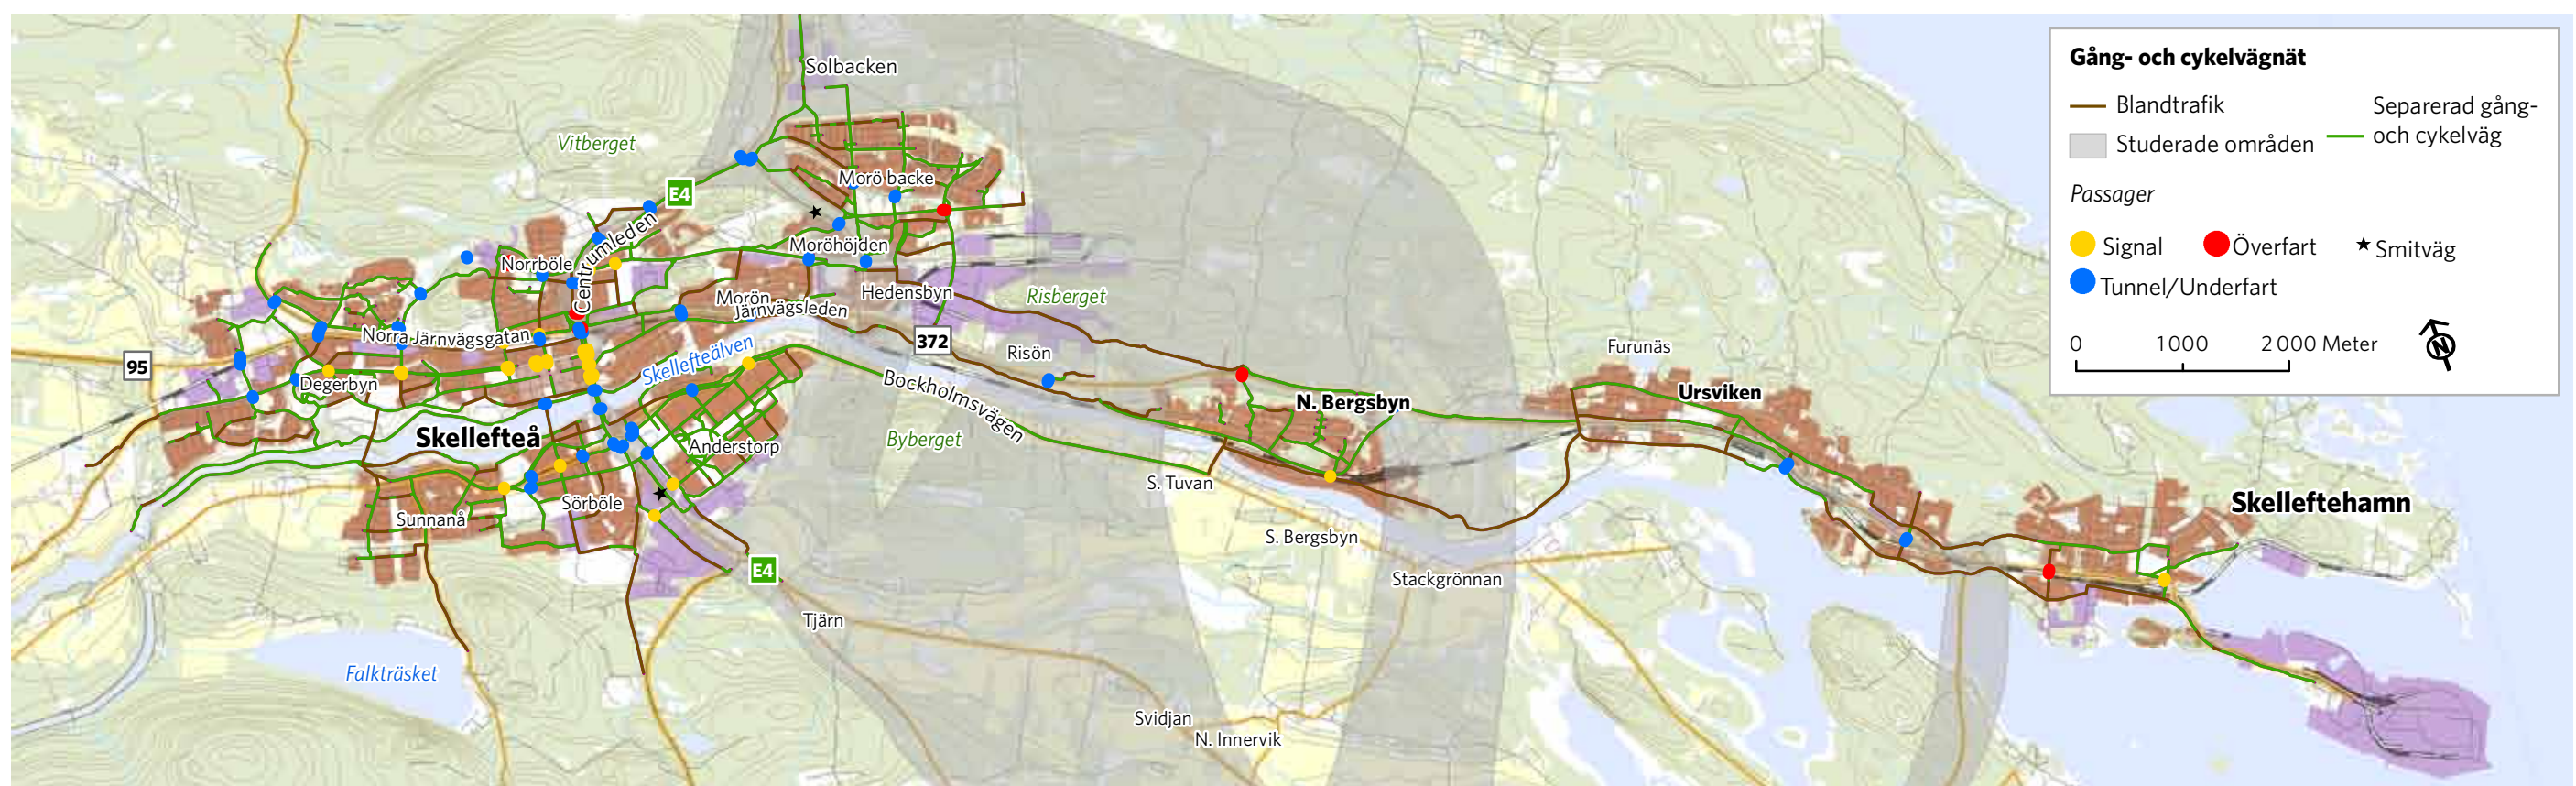 Solbacken
Vitberget
E4
Morö backe
Centrumleden
Moröhöjden
Norrböle
Hedensbyn
Risberget
Morön
Järnvägsleden
Norra Järnvägsgatan
372
Risön
95
Skellefteälven
Degerbyn
Bockholmsvägen
Furunäs
Ursviken
N. Bergsbyn
Skellefteå
Byberget
Anderstorp
S. Tuvan
Sörböle
Sunnanå
Skelleftehamn
S. Bergsbyn
E4
Stackgrönnan
Tjärn
Falkträsket
Svidjan
N. Innervik
Gång- och cykelvägnät
Blandtrafik
Studerade områden
Separerad gång-
och cykelväg
Passager
Signal
Överfart
Smitväg
Tunnel/Underfart
0 1000 2 000 Meter
N